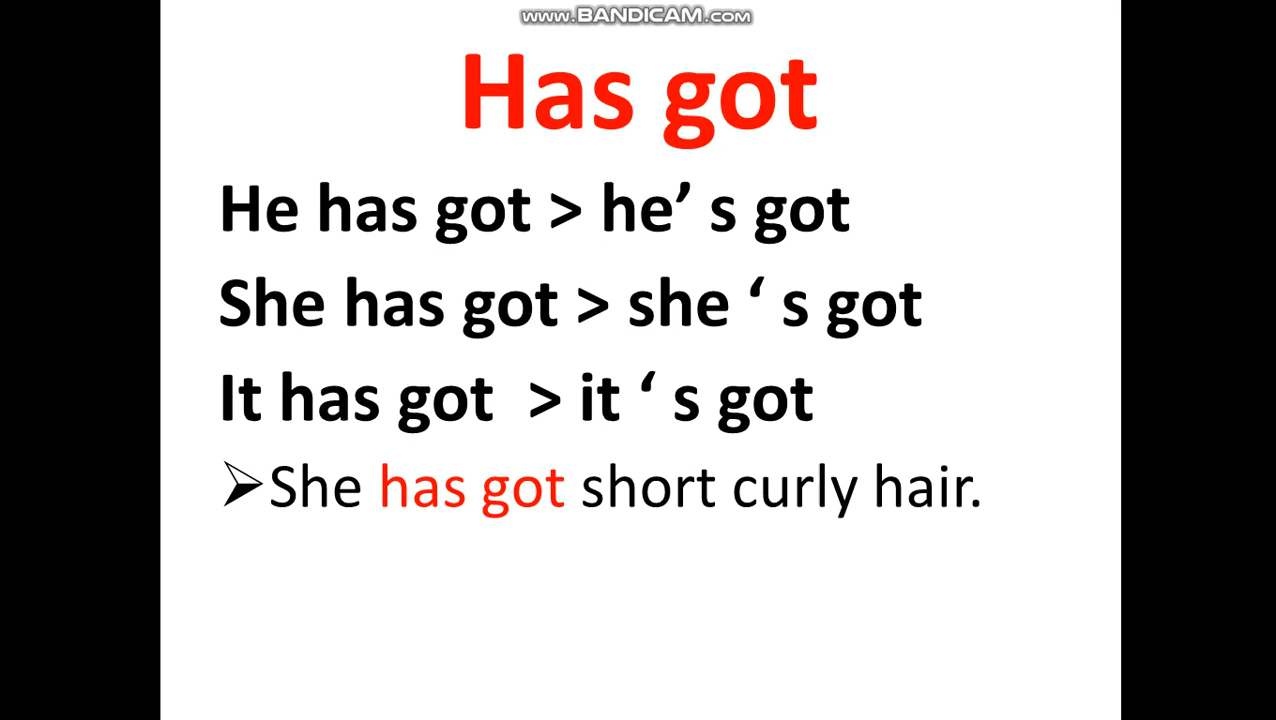 www.BANDICAM.com
Has got
He has got > he’ s got
She has got > she ‘ s got
It has got > it ‘ s got
➢She has got short curly hair.